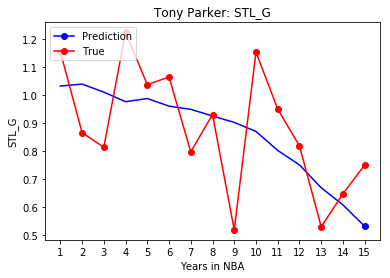 Tony Parker: STL_G
Prediction
True
1.2
1.1
1.0
0.9
0.8
0.7
0.6
0.5
STL_G
1 2 3 4 5 6 7 8 9 10 11 12 13 14 15
Years in NBA